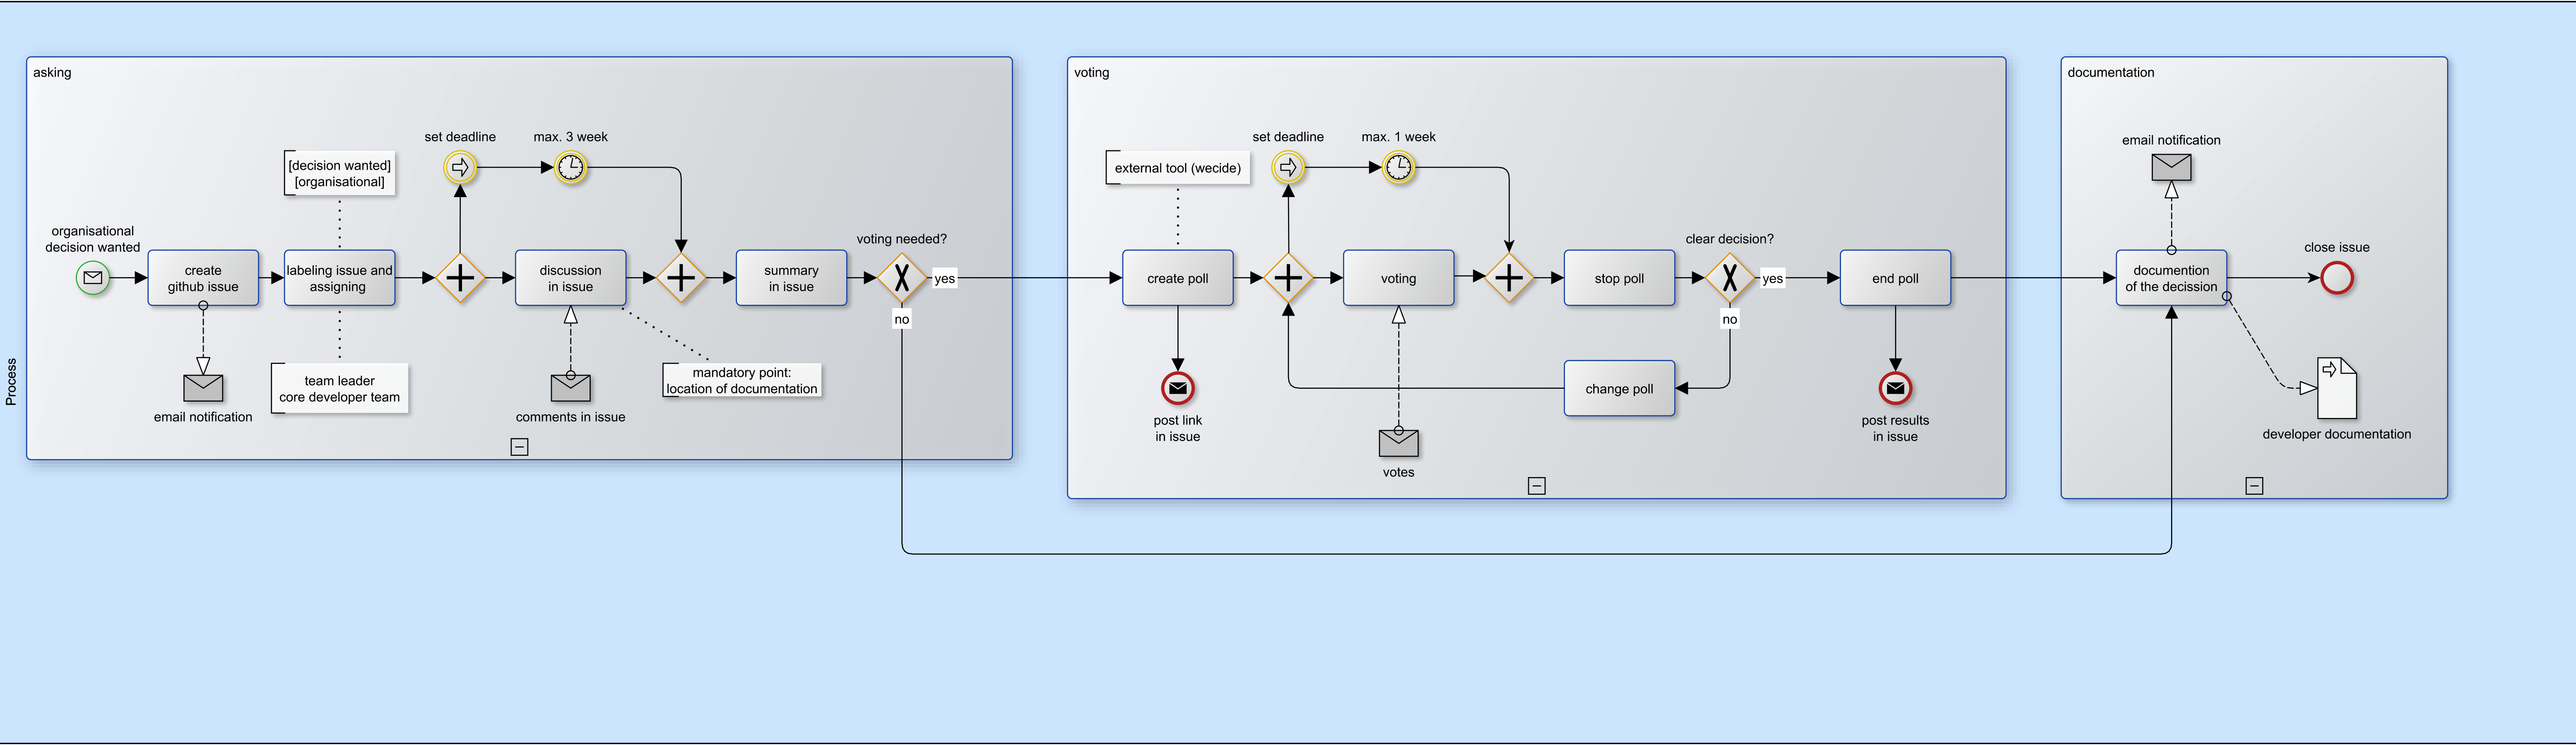 Process
asking
organisational
decision wanted
create
github issue
email notification
[decision wanted]
[organisational]
labeling issue and
assigning
team leader
core developer team
set deadline
max. 3 week
discussion
in issue
comments in issue
mandatory point:
location of documentation
summary
in issue
voting needed?
yes
no
voting
external tool (wecide)
create poll
post link
in issue
set deadline
max. 1 week
voting
votes
stop poll
clear decision?
yes
no
change poll
end poll
post results
in issue
documentation
email notification
documention
of the decission
close issue
developer documentation